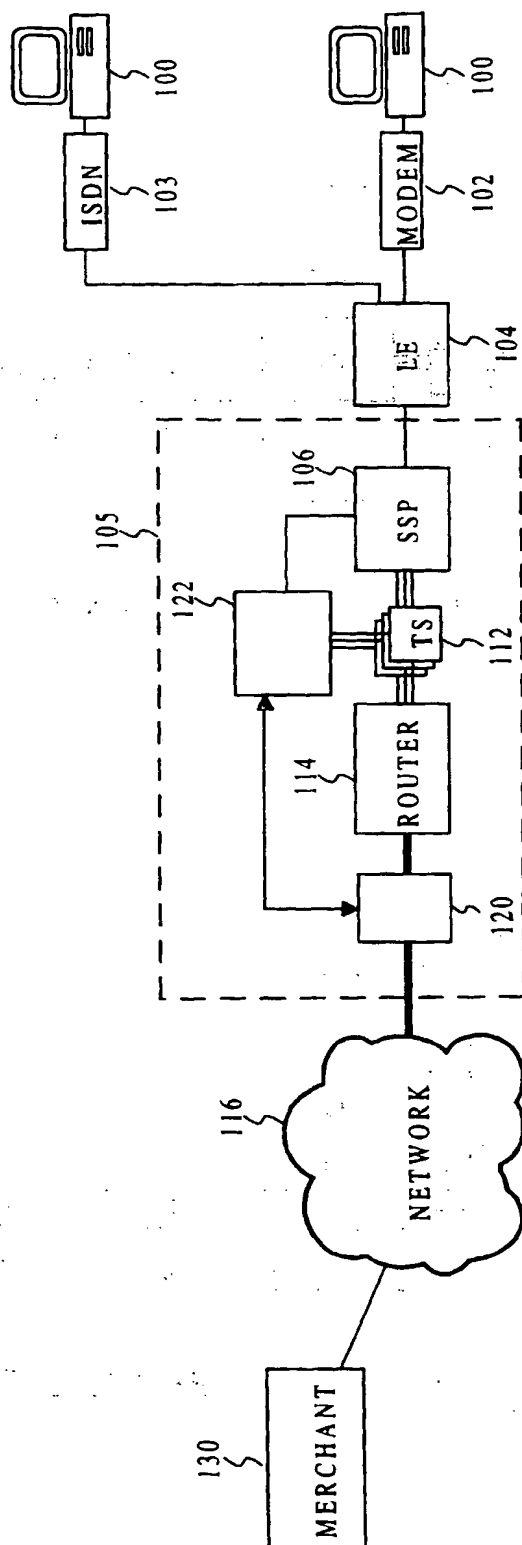 100
ISDN
103
100
MODEM
102
LE
104
105
106
SSP
122
TS
112
114
ROUTER
120
116
NETWORK
130
MERCHANT